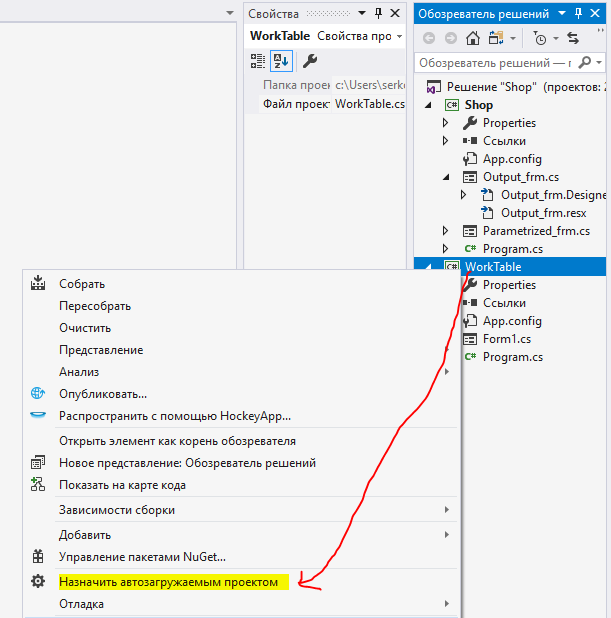 Свойства
WorkTable Свойства про
Папка проек c:\Users\serk
Файл проект WorkTable.cs
Обозреватель решений
Обозреватель решений — г
Решение "Shop" (проектов: 2
Shop
Properties
Ссылки
App.config
Output_frm.cs
Output_frm.Designe
Output_frm.resx
Parametrized_frm.cs
Program.cs
WorkTable
Properties
Ссылки
App.config
Form1.cs
Program.cs
Собрать
Пересобрать
Очистить
Представление
Анализ
Опубликовать...
Распространить с помощью HockeyApp...
Открыть элемент как корень обозревателя
Новое представление: Обозреватель решений
Показать на карте кода
Зависимости сборки
Добавить
Управление пакетами NuGet...
Назначить автозагружаемым проектом
Отладка